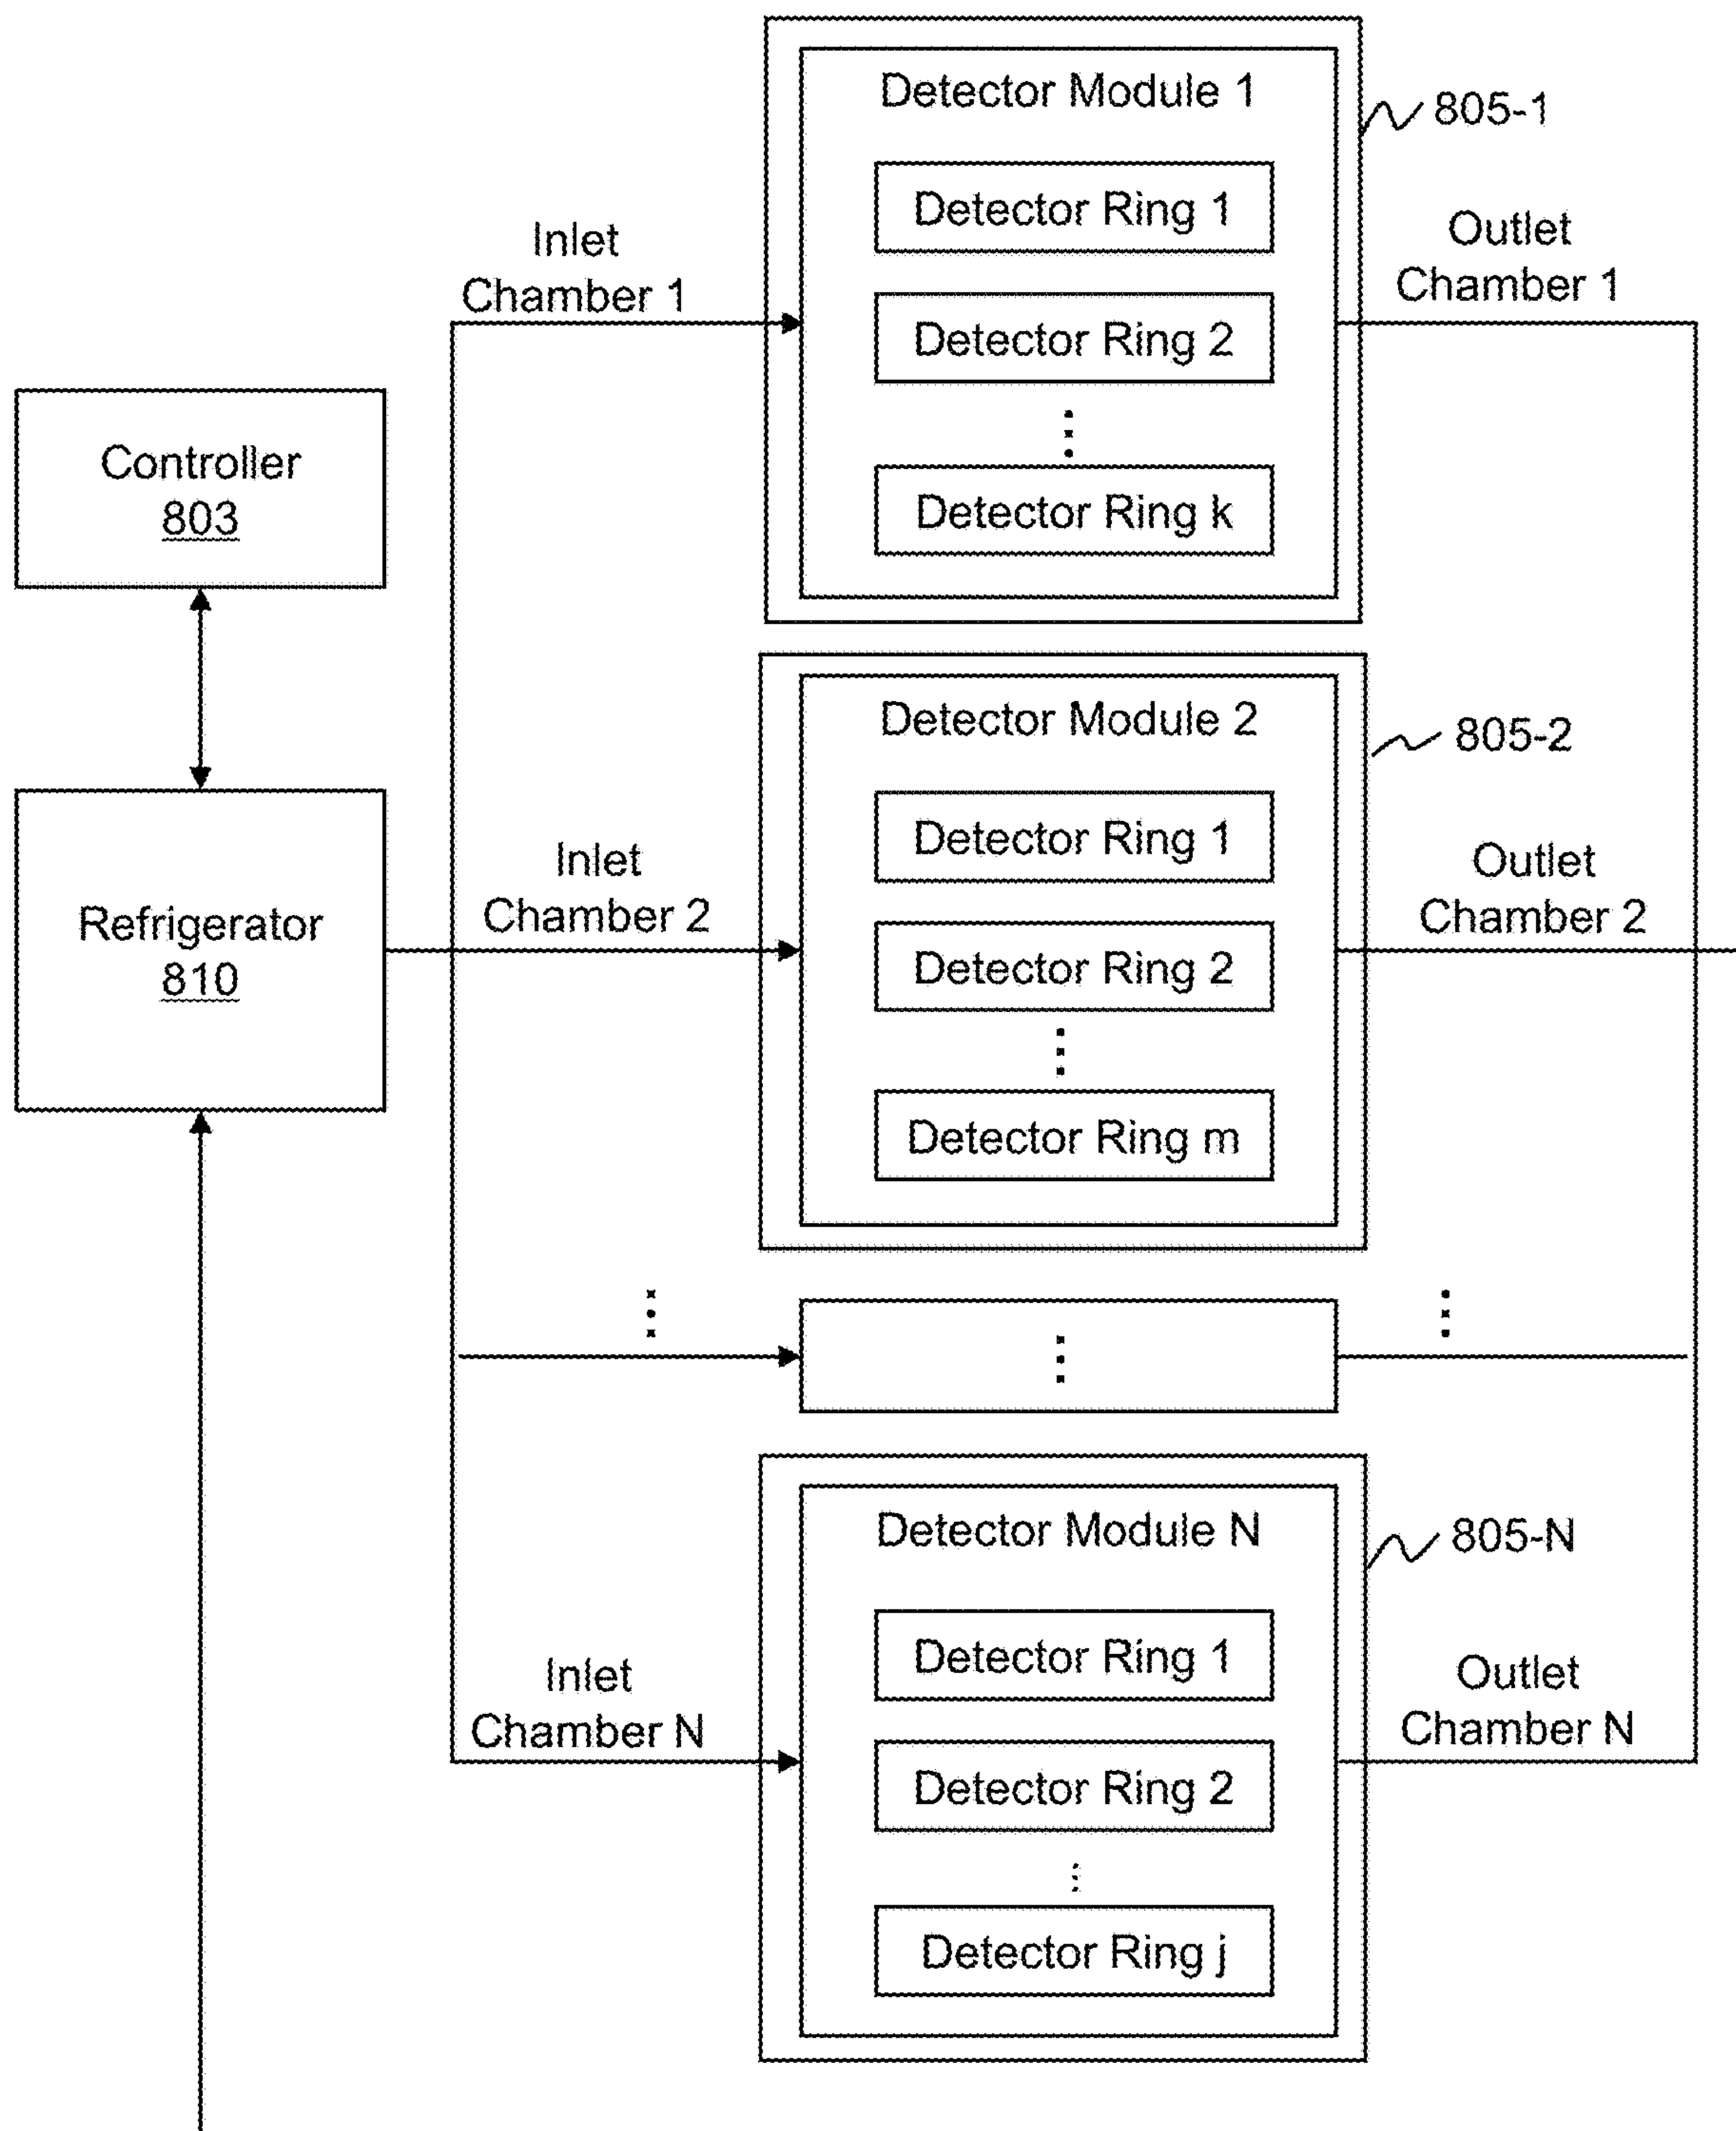 Detector Module 1
805-1
Detector Ring 1
Inlet
Chamber 1
Outlet
Chamber 1
Detector Ring 2
Detector Ring k
Controller
803
Detector Module 2
805-2
Detector Ring 1
Inlet
Chamber 2
Outlet
Chamber 2
Refrigerator
810
Detector Ring 2
Detector Ring m
Detector Module N
805-N
Detector Ring 1
Inlet
Chamber N
Outlet
Chamber N
Detector Ring 2
Detector Ring j